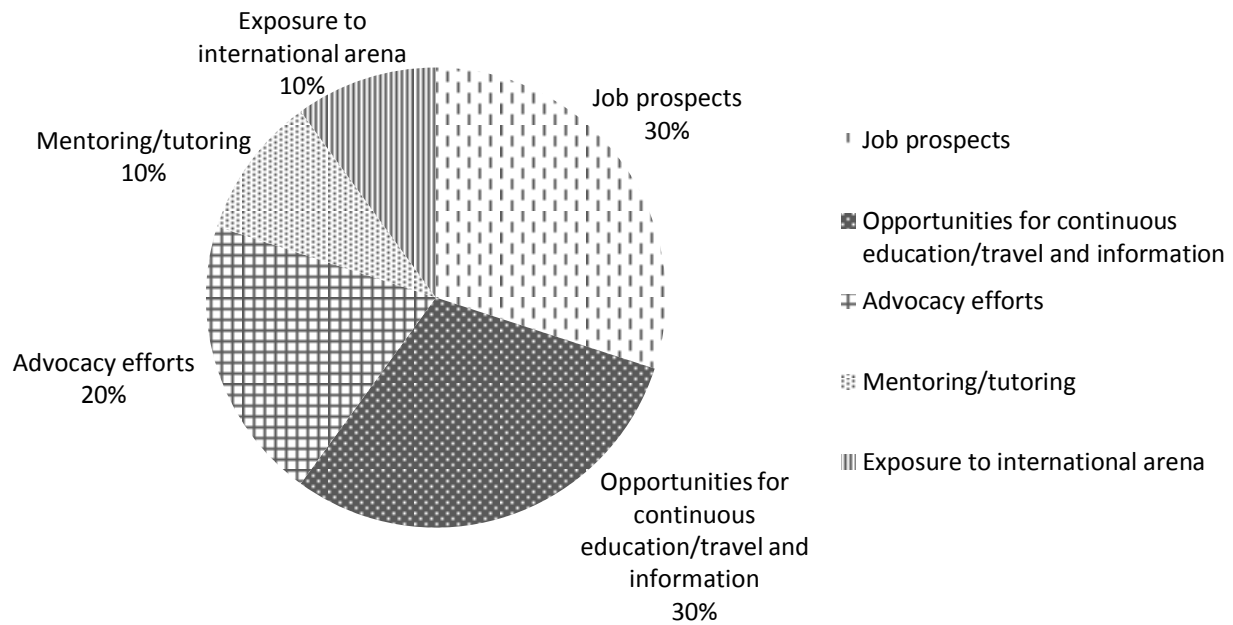 Exposure to
international arena
10%
Job prospects
30%
Mentoring/tutoring
10%
Advocacy efforts
20%
Opportunities for
continuous
education/travel and
information
30%
Job prospects
Opportunities for continuous
education/travel and information
Advocacy efforts
Mentoring/tutoring
Exposure to international arena